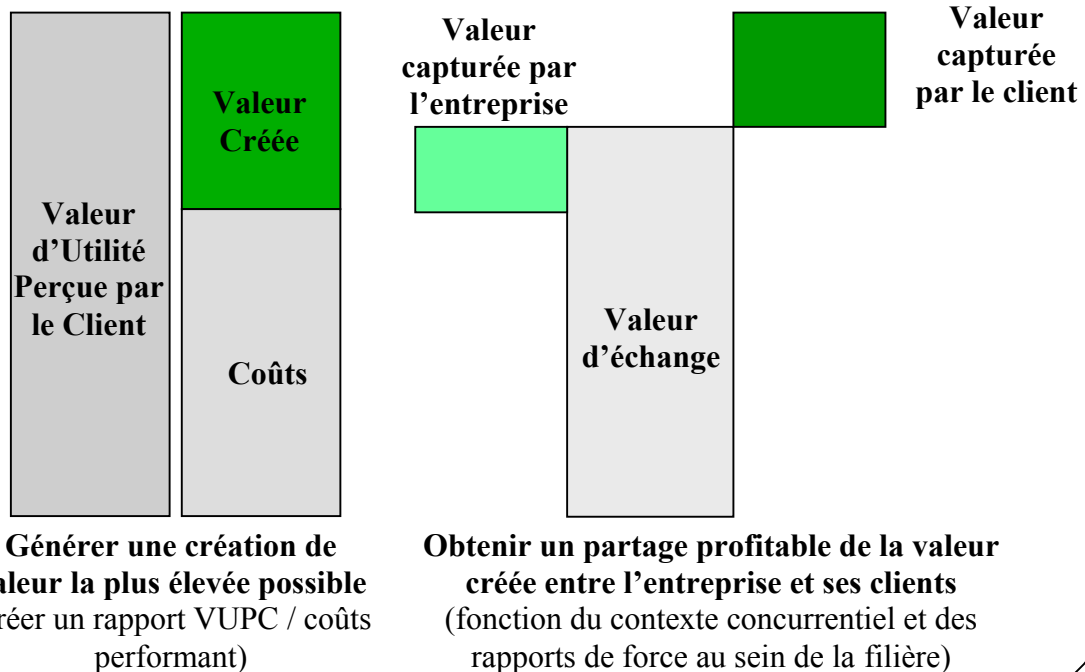 Valeur
d’Utilité
Perçue par
le Client
Valeur
Créée
Coûts
Valeur
capturée par
l’entreprise
Valeur
d’échange
Valeur
capturée
par le client
Générer une création de
aleur la plus élevée possible
réer un rapport VUPC / coûts
performant)
Obtenir un partage profitable de la valeur
créée entre l’entreprise et ses clients
(fonction du contexte concurrentiel et des
rapports de force au sein de la filière)